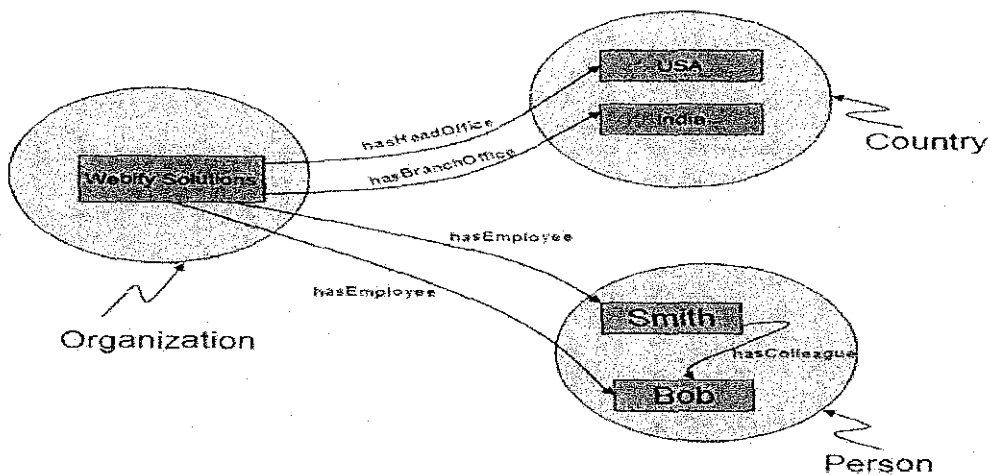 USA
India
Country
hasHeadOffice
hasBranchOffice
Webify Solutions
Organization
hasEmployee
hasEmployee
Smith
hasColleague
Bob
Person